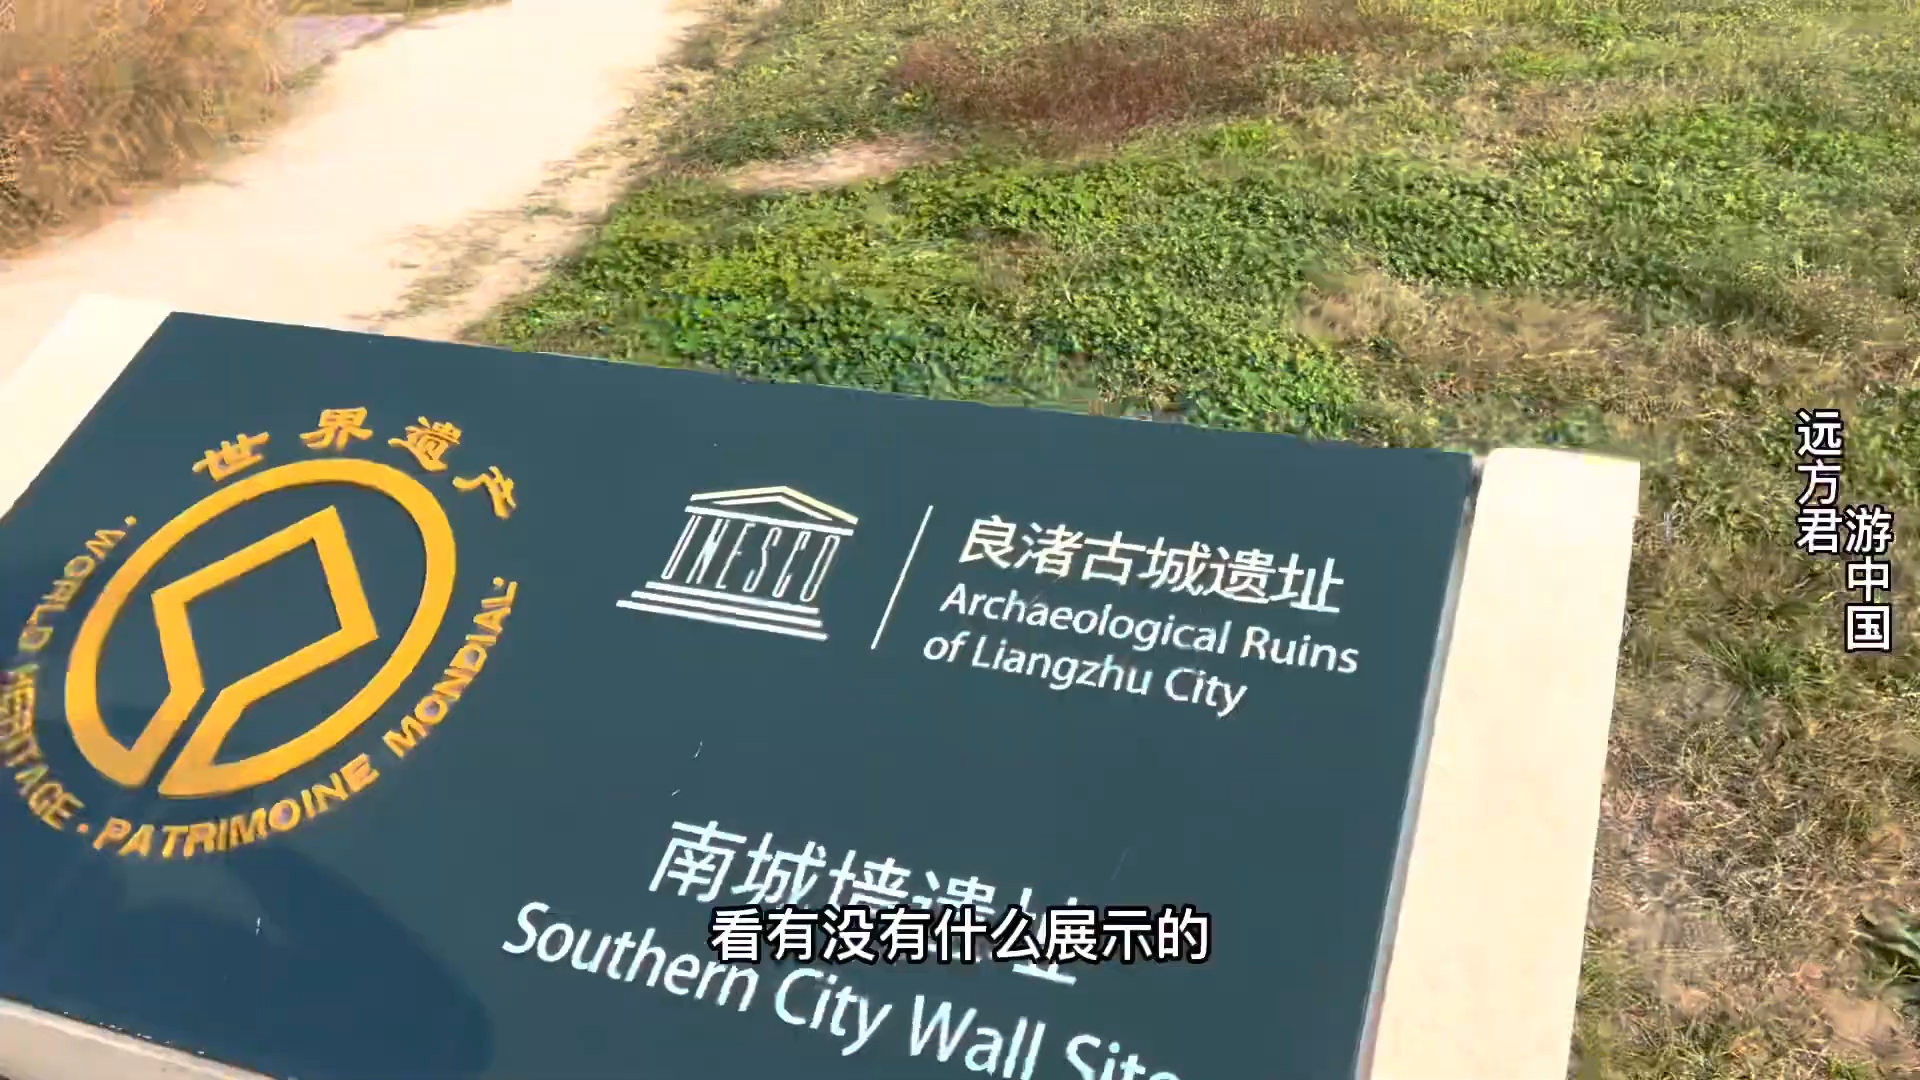 世界遗产
WORLD HERITAGE · PATRIMOINE MONDIAL ·
UNESCO
良渚古城遗址
Archaeological Ruins
of Liangzhu City
南城墙遗址
Southern City Wall Site
看有没有什么展示的
远方君
游中国